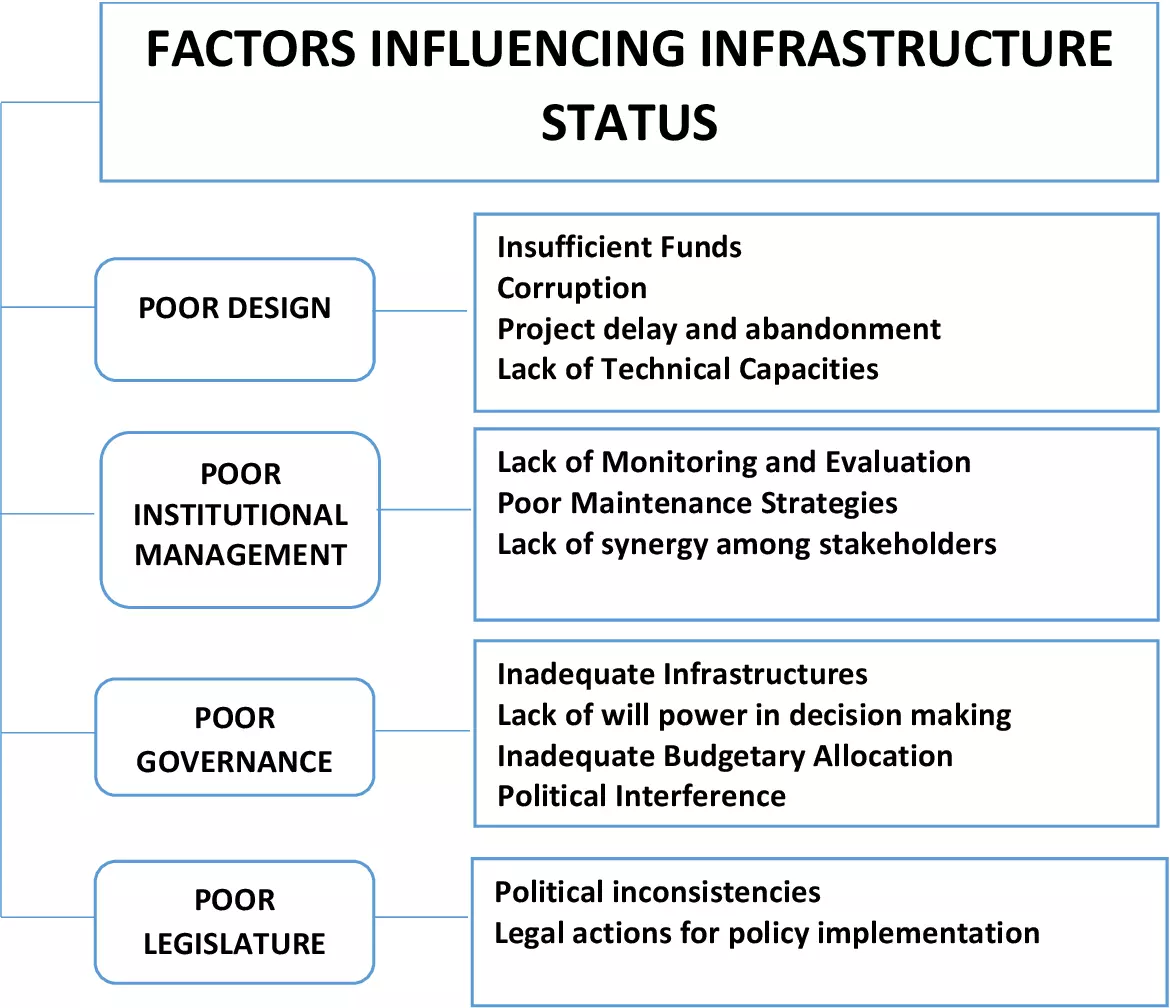 FACTORS INFLUENCING INFRASTRUCTURE
STATUS
POOR DESIGN
Insufficient Funds
Corruption
Project delay and abandonment
Lack of Technical Capacities
POOR
INSTITUTIONAL
MANAGEMENT
Lack of Monitoring and Evaluation
Poor Maintenance Strategies
Lack of synergy among stakeholders
POOR
GOVERNANCE
Inadequate Infrastructures
Lack of will power in decision making
Inadequate Budgetary Allocation
Political Interference
POOR
LEGISLATURE
Political inconsistencies
Legal actions for policy implementation